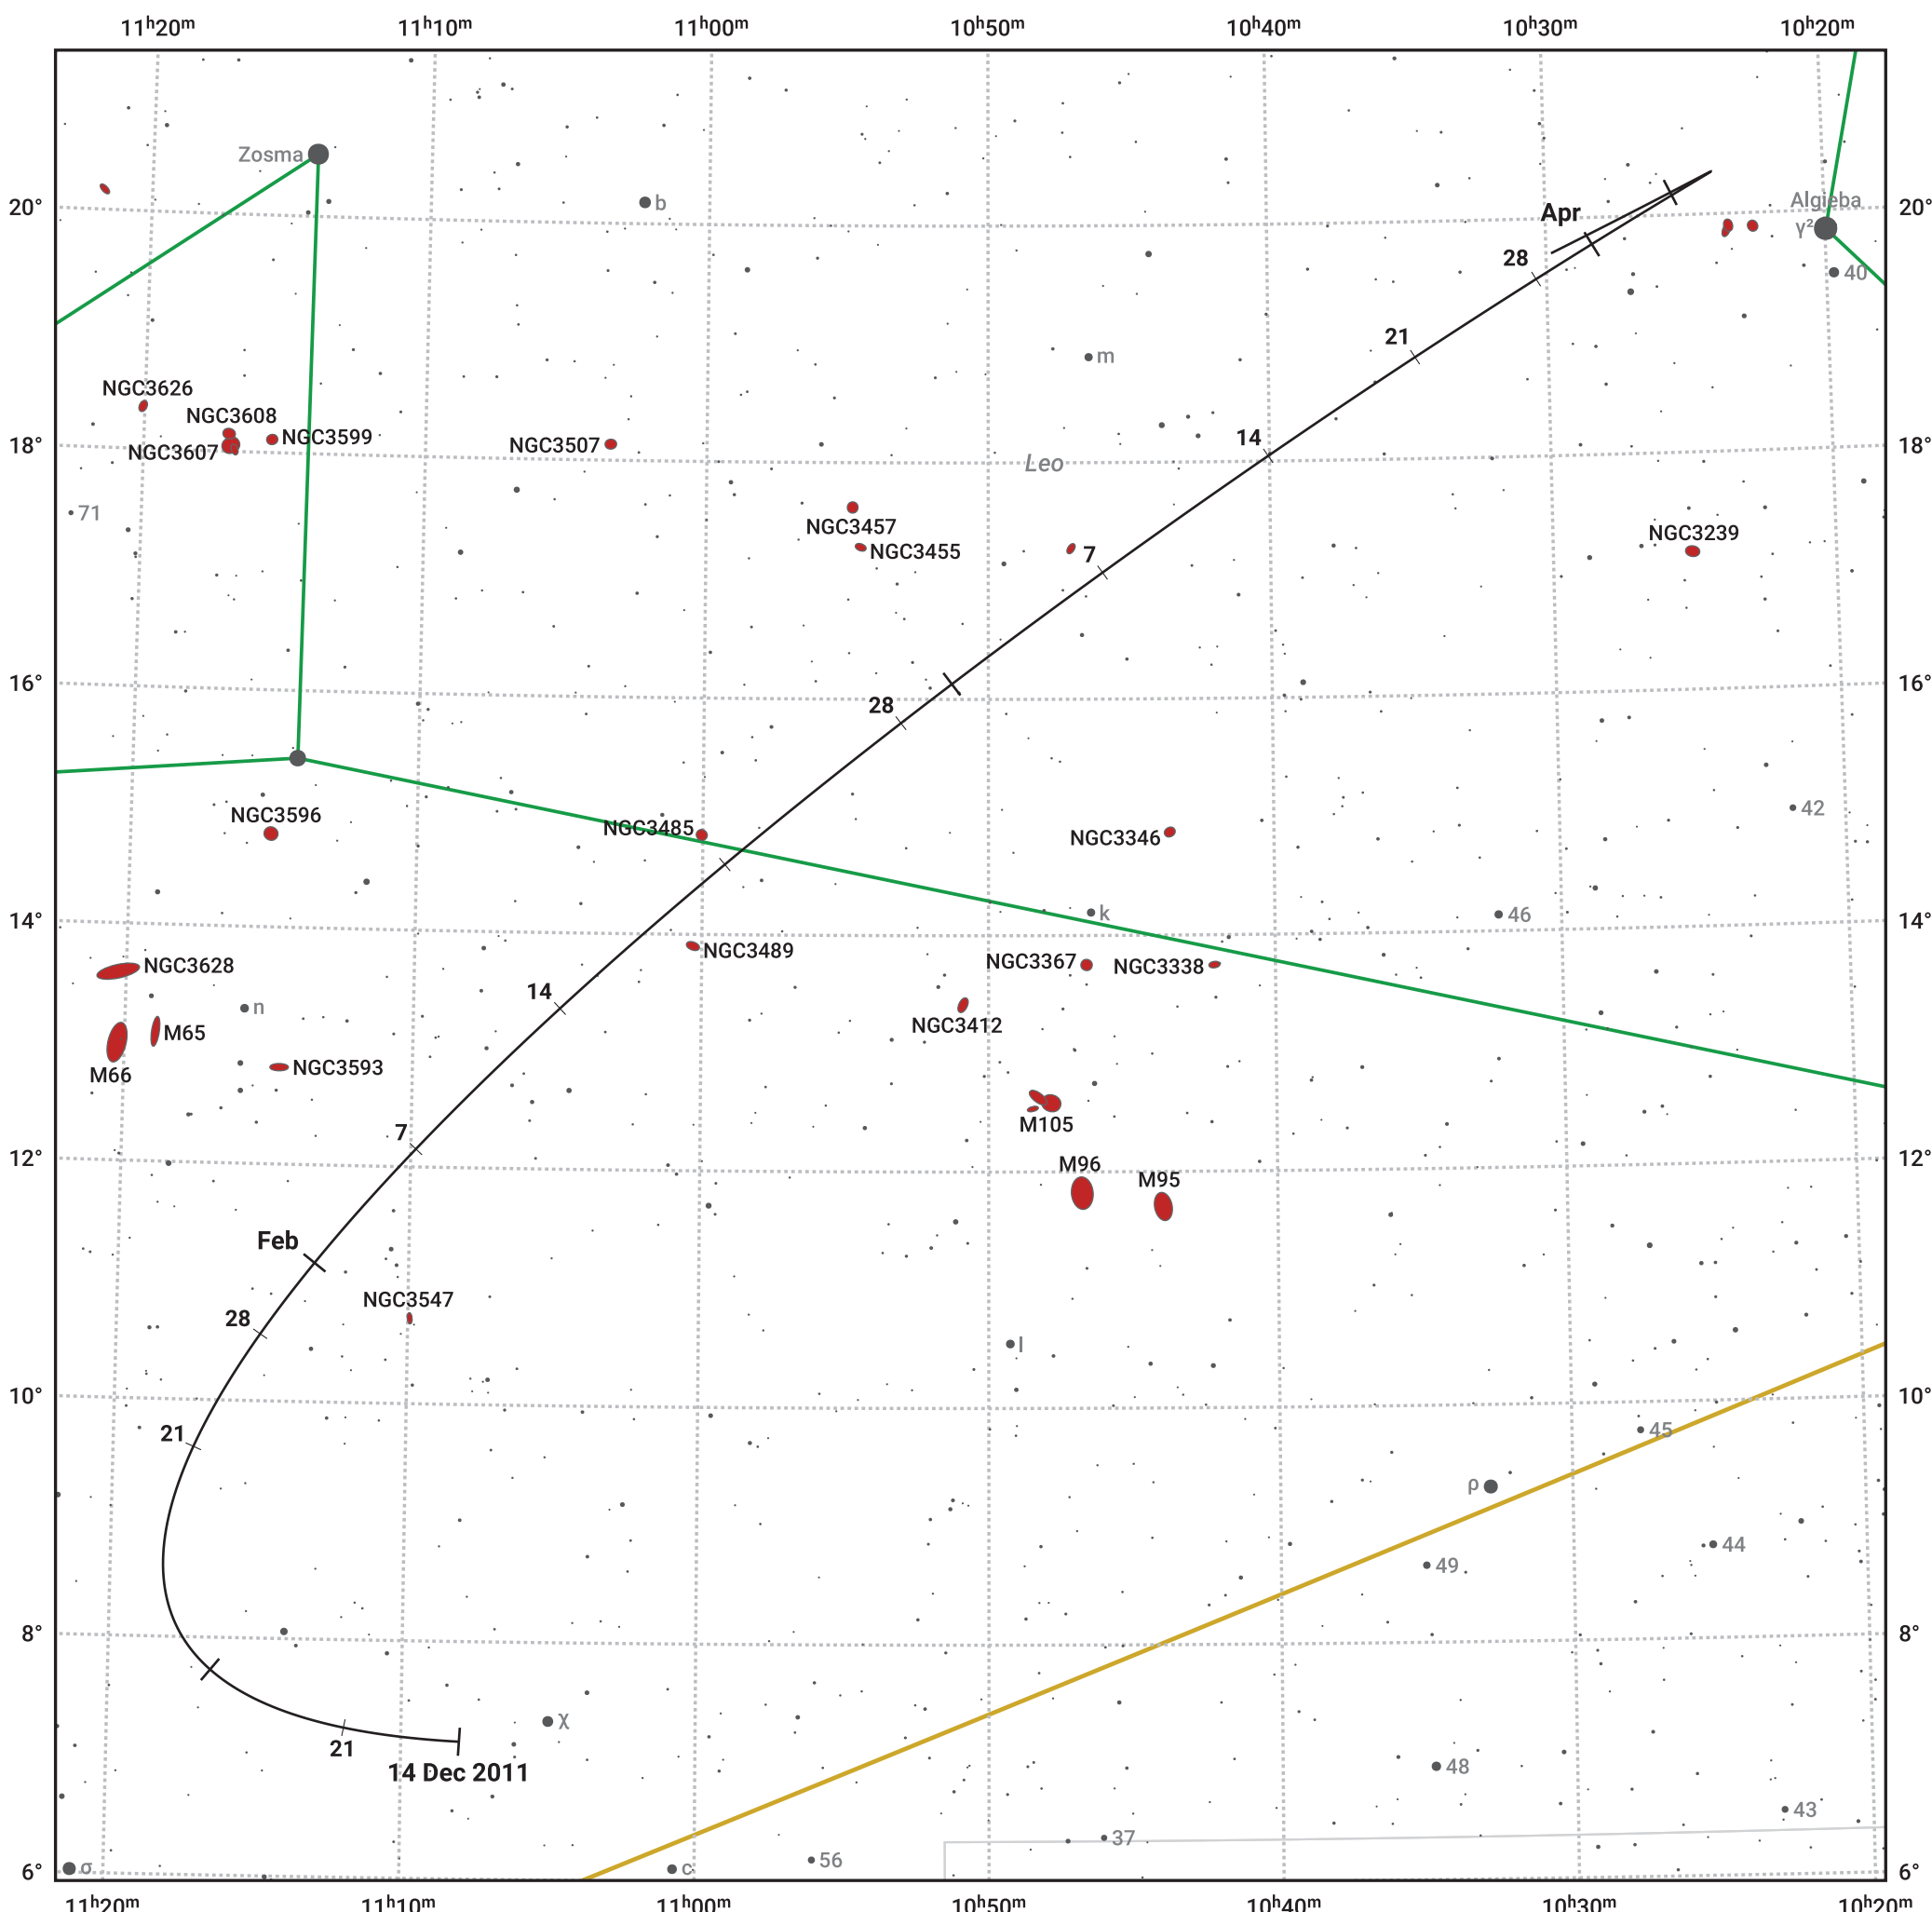 11ʰ20ᵐ 11ʰ10ᵐ 11ʰ00ᵐ 10ʰ50ᵐ 10ʰ40ᵐ 10ʰ30ᵐ 10ʰ20ᵐ
Zosma
b
Algieba
20°
Apr
20°
γ²
28
40
21
m
NGC3626
NGC3608
NGC3599
14
18°
NGC3607
NGC3507
Leo
18°
71
NGC3457
NGC3455
7
NGC3239
16°
28
16°
NGC3596
NGC3485
NGC3346
42
14°
k
46
14°
NGC3628
NGC3489
NGC3367
NGC3338
14
n
NGC3412
M65
M66
NGC3593
7
M105
12°
M96
M95
12°
Feb
NGC3547
28
l
10°
10°
21
45
ρ
44
49
8°
8°
χ
21
14 Dec 2011
48
43
37
6°
σ
c
56
6°
11ʰ20ᵐ 11ʰ10ᵐ 11ʰ00ᵐ 10ʰ50ᵐ 10ʰ40ᵐ 10ʰ30ᵐ 10ʰ20ᵐ